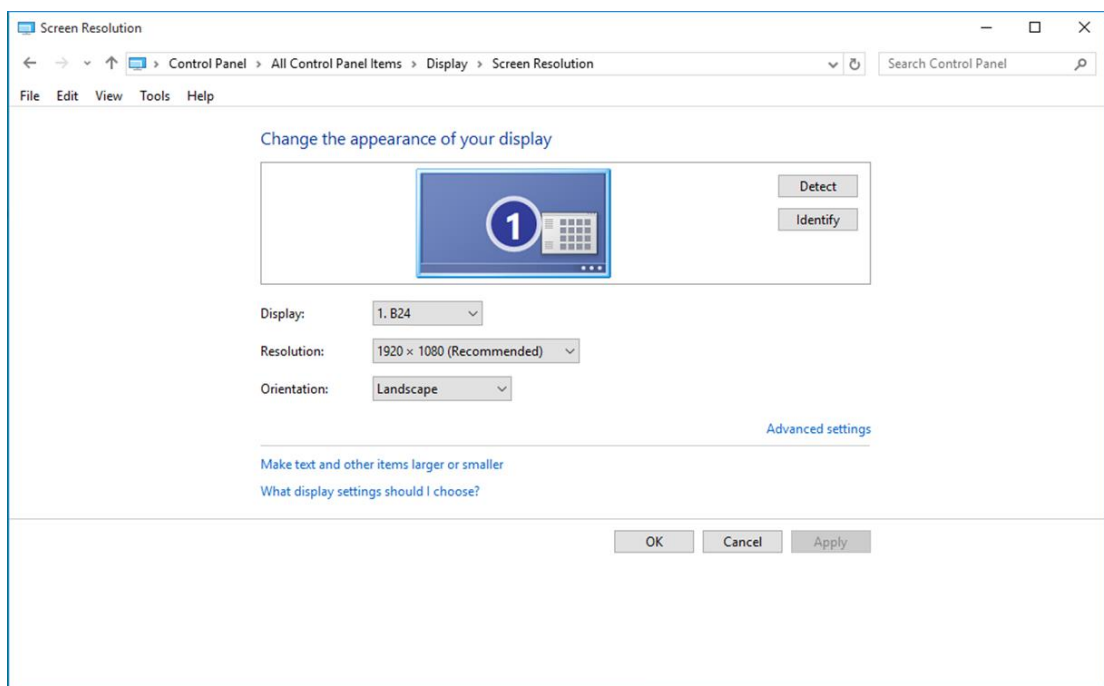 Screen Resolution
Control Panel > All Control Panel Items > Display > Screen Resolution
Search Control Panel
File Edit View Tools Help
Change the appearance of your display
1
Detect
Identify
Display: 1. B24
Resolution: 1920 × 1080 (Recommended)
Orientation: Landscape
Advanced settings
Make text and other items larger or smaller
What display settings should I choose?
OK Cancel Apply